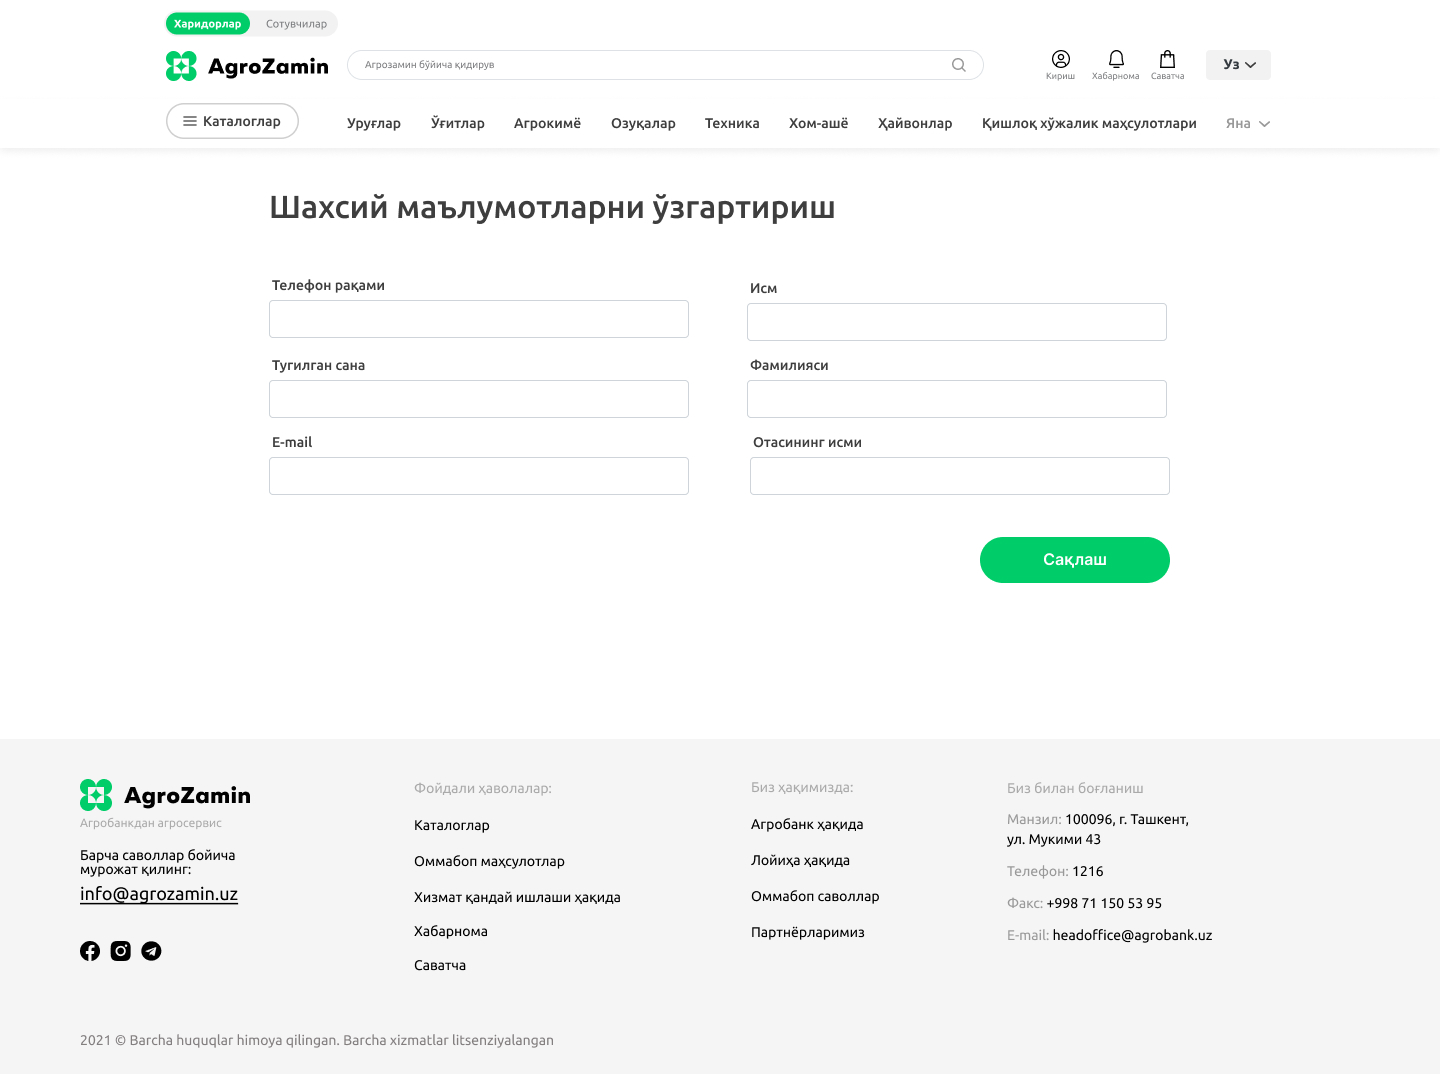 Харидорлар Сотувчилар
AgroZamin
Агрозамин бўйича қидирув
Кириш Хабарнома Саватча
Уз
Каталоглар
Уруғлар Ўғитлар Агрокимё Озуқалар Техника Хом-ашё Ҳайвонлар Қишлоқ хўжалик маҳсулотлари Яна
Шахсий маълумотларни ўзгартириш
Телефон рақами
Исм
Тугилган сана
Фамилияси
E-mail
Отасининг исми
Сақлаш
AgroZamin
Агробанкдан агросервис
Барча саволлар бойича
мурожат қилинг:
info@agrozamin.uz
Фойдали ҳаволалар:
Каталоглар
Оммабоп маҳсулотлар
Хизмат қандай ишлаши ҳақида
Хабарнома
Саватча
Биз ҳақимизда:
Агробанк ҳақида
Лойиҳа ҳақида
Оммабоп саволлар
Партнёрларимиз
Биз билан боғланиш
Манзил: 100096, г. Ташкент,
ул. Мукими 43
Телефон: 1216
Факс: +998 71 150 53 95
E-mail: headoffice@agrobank.uz
2021 © Barcha huquqlar himoya qilingan. Barcha xizmatlar litsenziyalangan